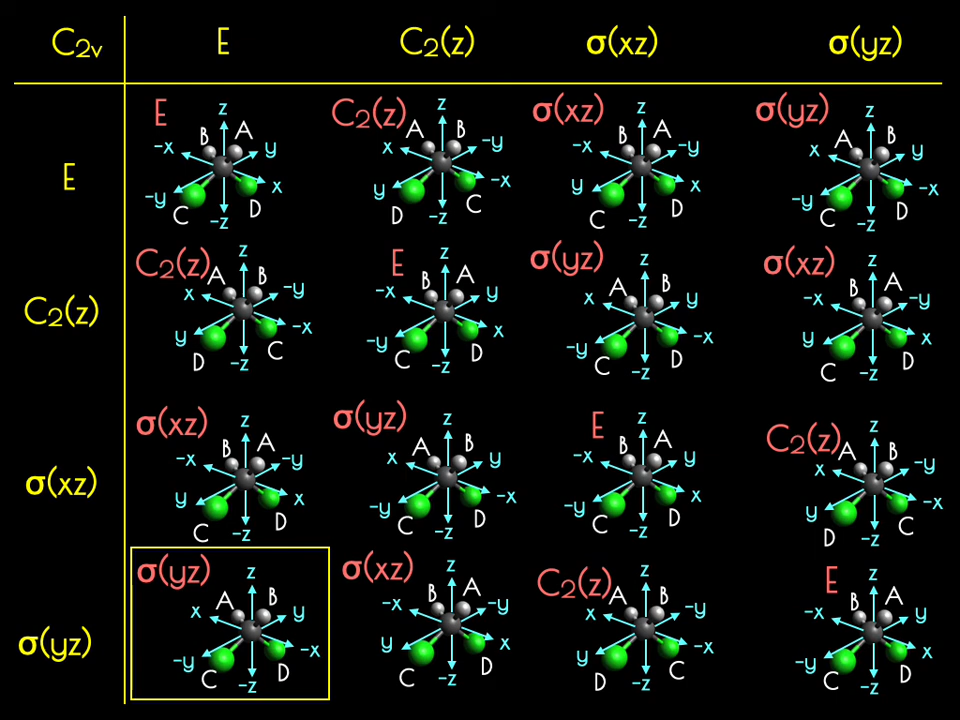 C₂ᵥ E C₂(z) σ(xz) σ(yz)
E
E z -x B A y -y C D x -z
C₂(z) z x A B -y y D C -x -z
σ(xz) z -x B A -y y C D x -z
σ(yz) z x A B y -y C D -x -z
C₂(z)
C₂(z) z x A B -y y D C -x -z
E z -x B A y -y C D x -z
σ(yz) z x A B y -y C D -x -z
σ(xz) z -x B A -y y C D x -z
σ(xz)
σ(xz) z -x B A -y y C D x -z
σ(yz) z x A B y -y C D -x -z
E z -x B A y -y C D x -z
C₂(z) z x A B -y y D C -x -z
σ(yz)
σ(yz) z x A B y -y C D -x -z
σ(xz) z -x B A -y y C D x -z
C₂(z) z x A B -y y D C -x -z
E z -x B A y -y C D x -z